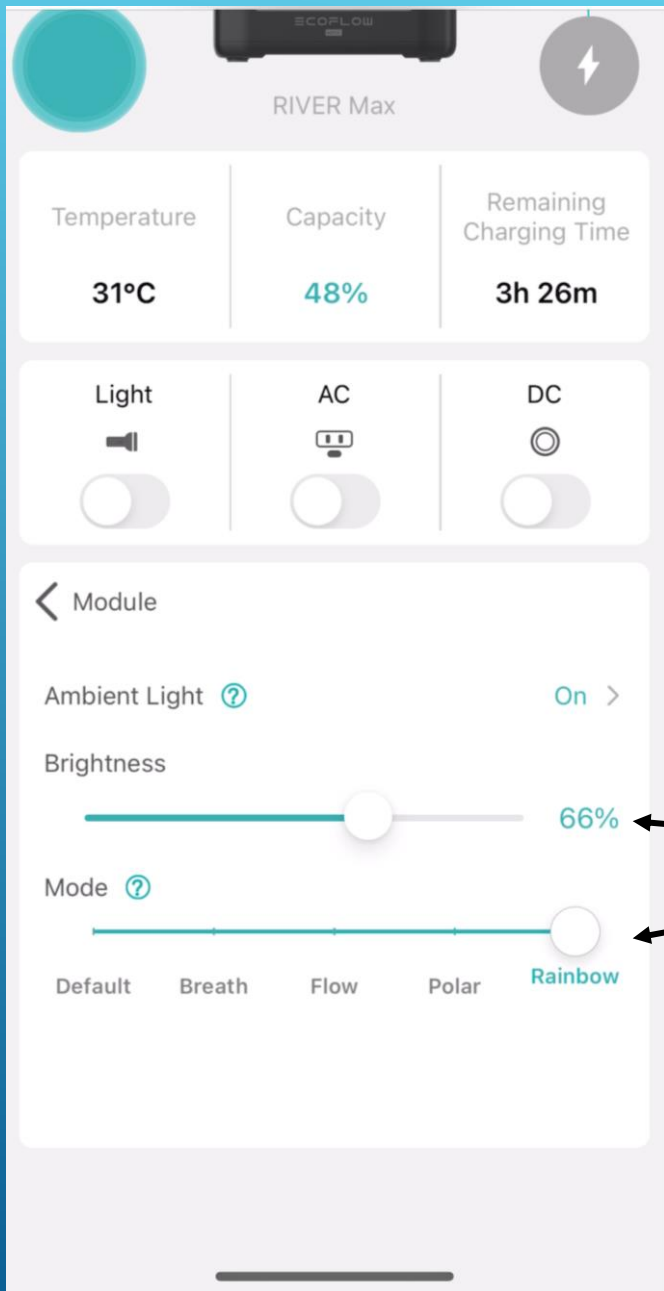 ECOFLOW
RIVER Max
Temperature
Capacity
Remaining
Charging Time
31°C
48%
3h 26m
Light
AC
DC
Module
Ambient Light ?
On
Brightness
66%
Mode ?
Default Breath Flow Polar Rainbow